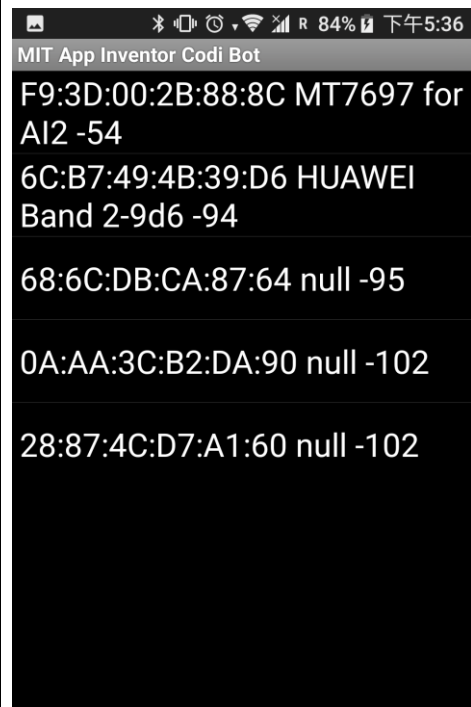 R 84% 下午5:36
MIT App Inventor Codi Bot
F9:3D:00:2B:88:8C MT7697 for
AI2 -54
6C:B7:49:4B:39:D6 HUAWEI
Band 2-9d6 -94
68:6C:DB:CA:87:64 null -95
0A:AA:3C:B2:DA:90 null -102
28:87:4C:D7:A1:60 null -102